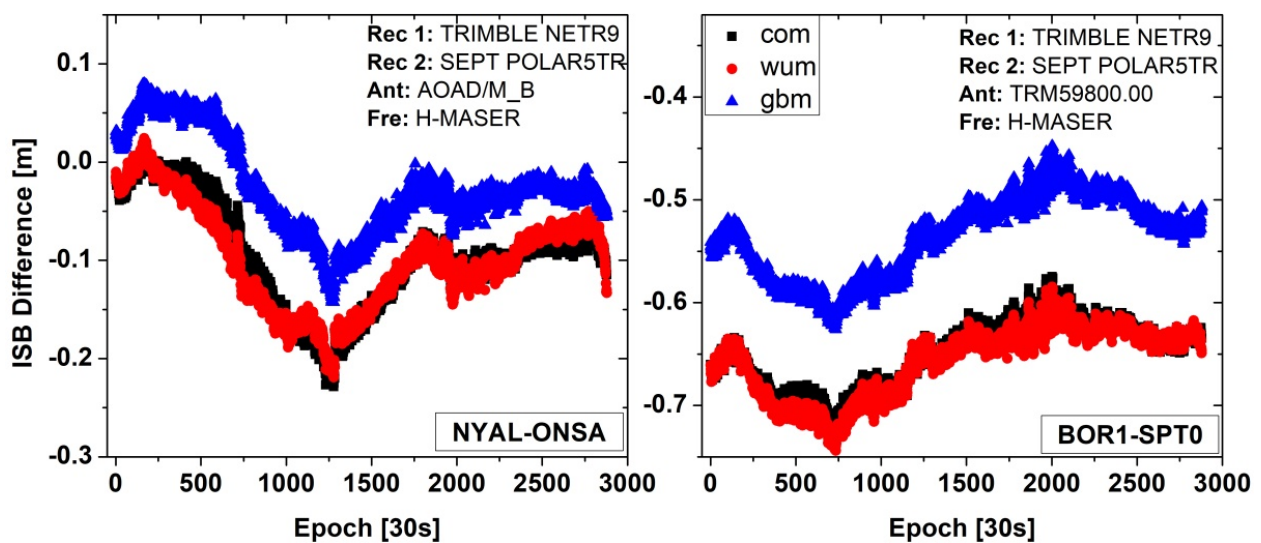 Rec 1: TRIMBLE NETR9
Rec 2: SEPT POLAR5TR
Ant: AOAD/M_B
Fre: H-MASER
0.1
0.0
-0.1
-0.2
-0.3
ISB Difference [m]
NYAL-ONSA
0 500 1000 1500 2000 2500 3000
Epoch [30s]
com
wum
gbm
Rec 1: TRIMBLE NETR9
Rec 2: SEPT POLAR5TR
Ant: TRM59800.00
Fre: H-MASER
-0.4
-0.5
-0.6
-0.7
BOR1-SPT0
0 500 1000 1500 2000 2500 3000
Epoch [30s]